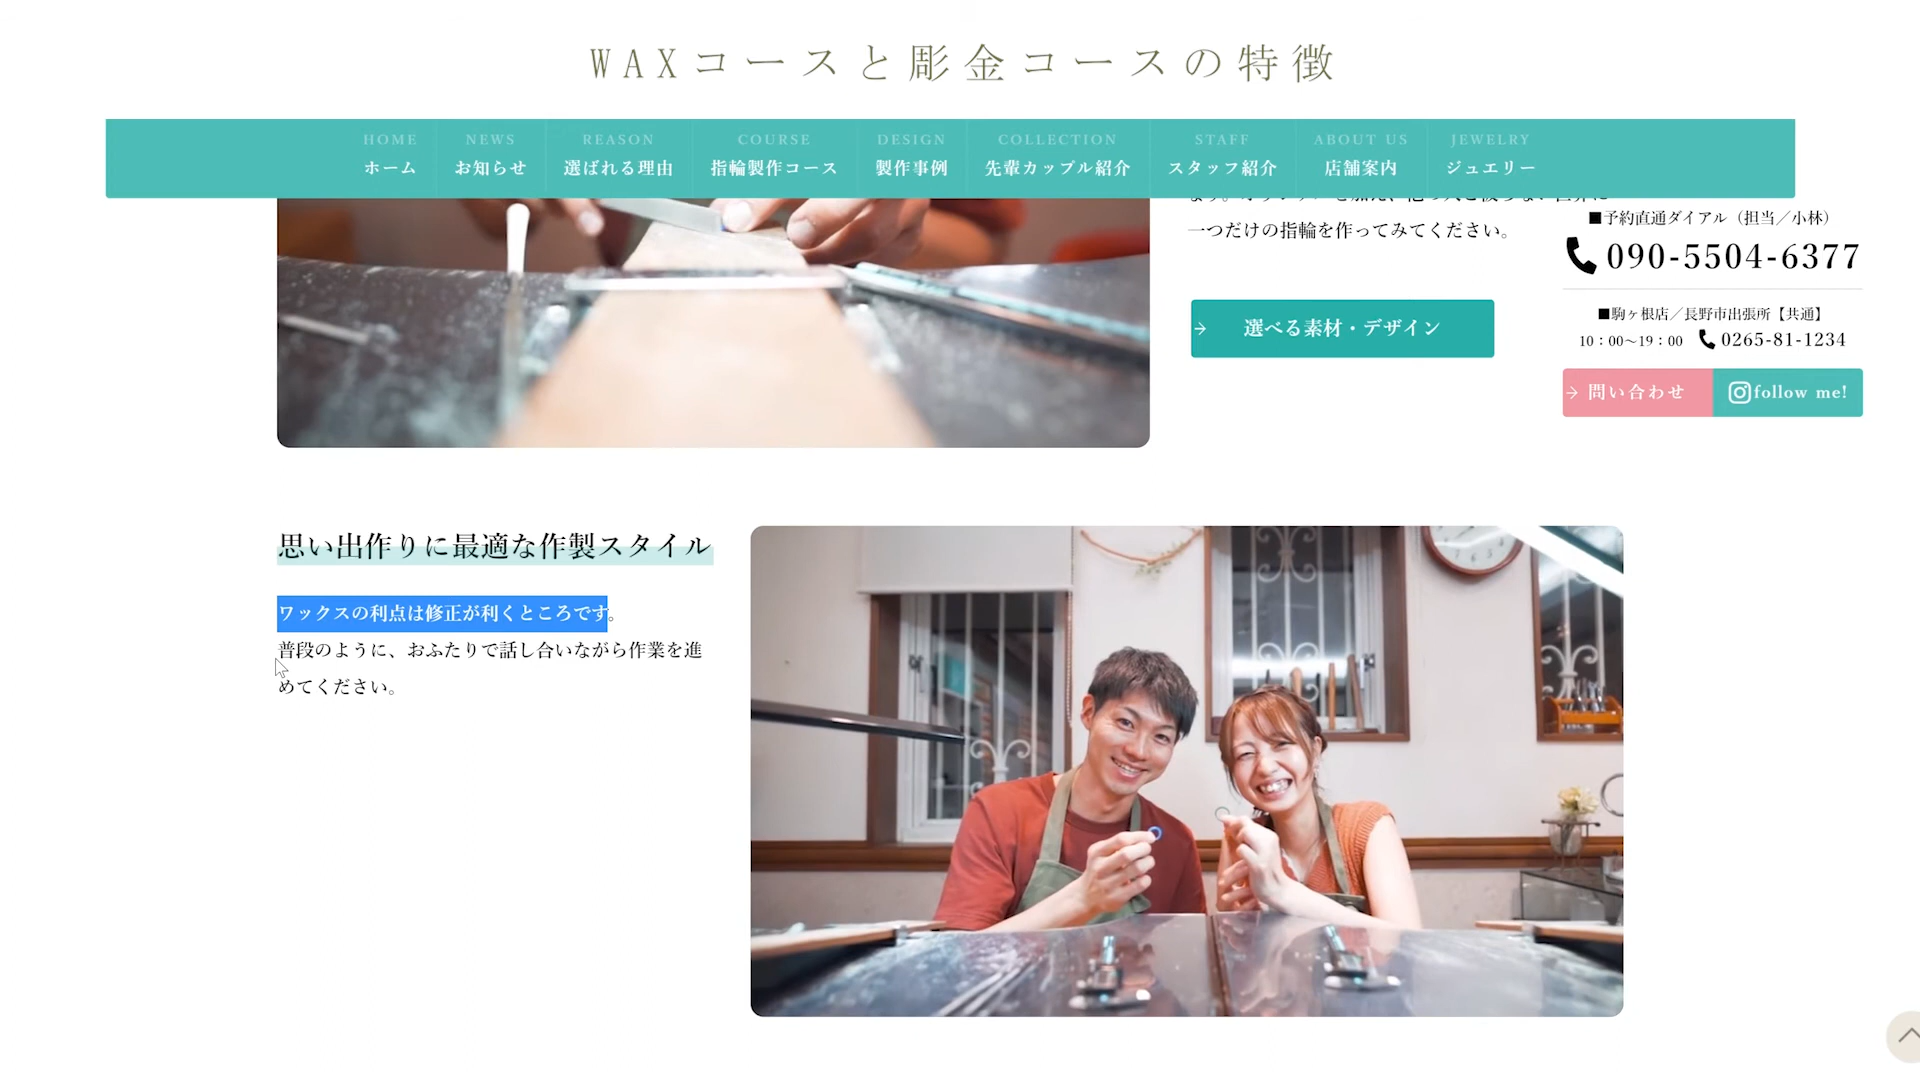 WAXコースと彫金コースの特徴
HOME
ホーム
NEWS
お知らせ
REASON
選ばれる理由
COURSE
指輪製作コース
DESIGN
製作事例
COLLECTION
先輩カップル紹介
STAFF
スタッフ紹介
ABOUT US
店舗案内
JEWELRY
ジュエリー
一つだけの指輪を作ってみてください。
選べる素材・デザイン
■予約直通ダイアル（担当／小林）
090-5504-6377
■駒ヶ根店／長野市出張所【共通】
10：00〜19：00 0265-81-1234
問い合わせ
follow me!
思い出作りに最適な作製スタイル
ワックスの利点は修正が利くところです。
普段のように、おふたりで話し合いながら作業を進
めてください。